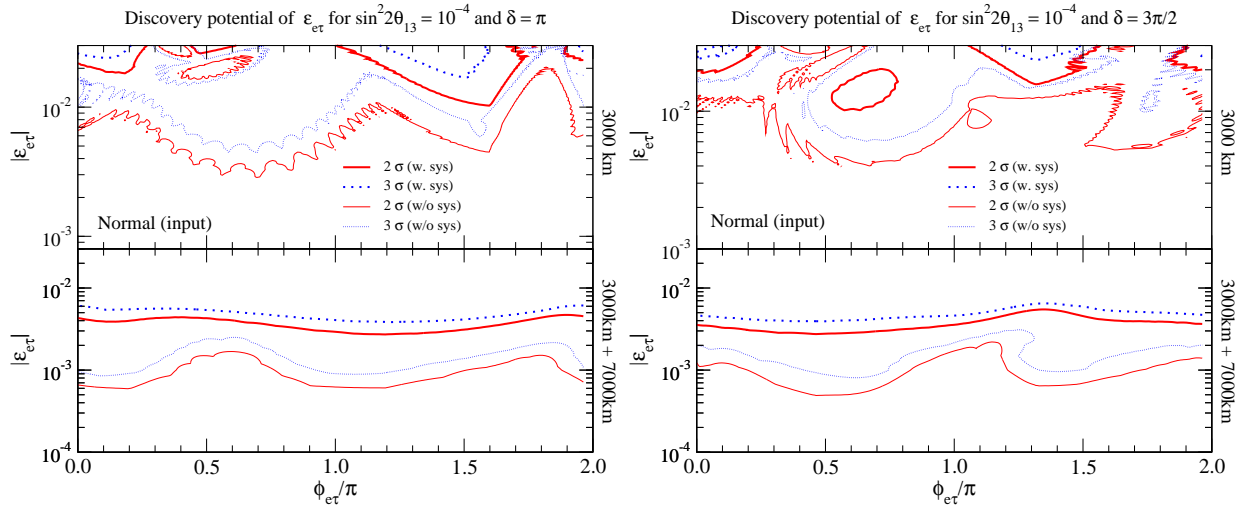 Discovery potential of ε_eτ for sin²2θ₁₃ = 10⁻⁴ and δ = π
10⁻²
10⁻³
|ε_eτ|
3000 km
2 σ (w. sys)
3 σ (w. sys)
2 σ (w/o sys)
3 σ (w/o sys)
Normal (input)
10⁻²
10⁻³
10⁻⁴
|ε_eτ|
3000km + 7000km
0.0 0.5 1.0 1.5 2.0
ϕ_eτ/π
Discovery potential of ε_eτ for sin²2θ₁₃ = 10⁻⁴ and δ = 3π/2
10⁻²
10⁻³
|ε_eτ|
3000 km
2 σ (w. sys)
3 σ (w. sys)
2 σ (w/o sys)
3 σ (w/o sys)
Normal (input)
10⁻³
10⁻²
10⁻³
10⁻⁴
|ε_eτ|
3000km + 7000km
0.0 0.5 1.0 1.5 2.0
ϕ_eτ/π